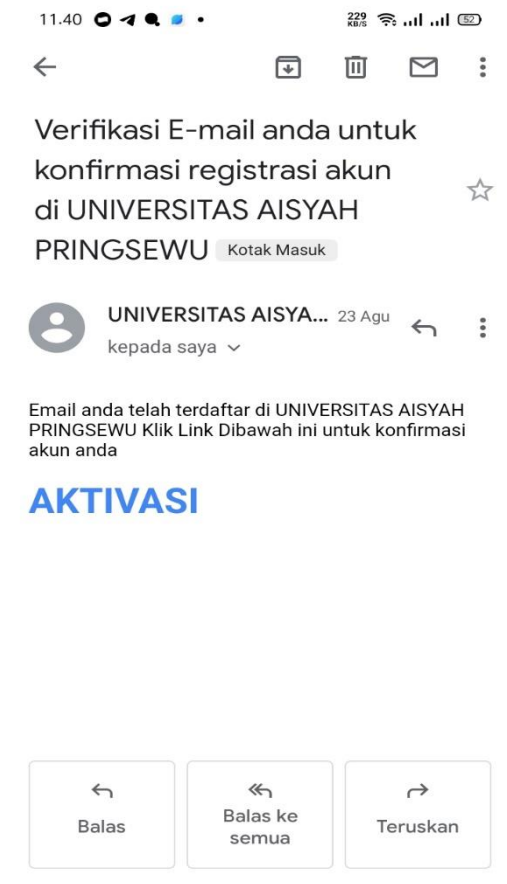 11.40
229
KB/S
52
Verifikasi E-mail anda untuk
konfirmasi registrasi akun
di UNIVERSITAS AISYAH
PRINGSEWU Kotak Masuk
UNIVERSITAS AISYA... 23 Agu
kepada saya
Email anda telah terdaftar di UNIVERSITAS AISYAH
PRINGSEWU Klik Link Dibawah ini untuk konfirmasi
akun anda
AKTIVASI
Balas
Balas ke
semua
Teruskan